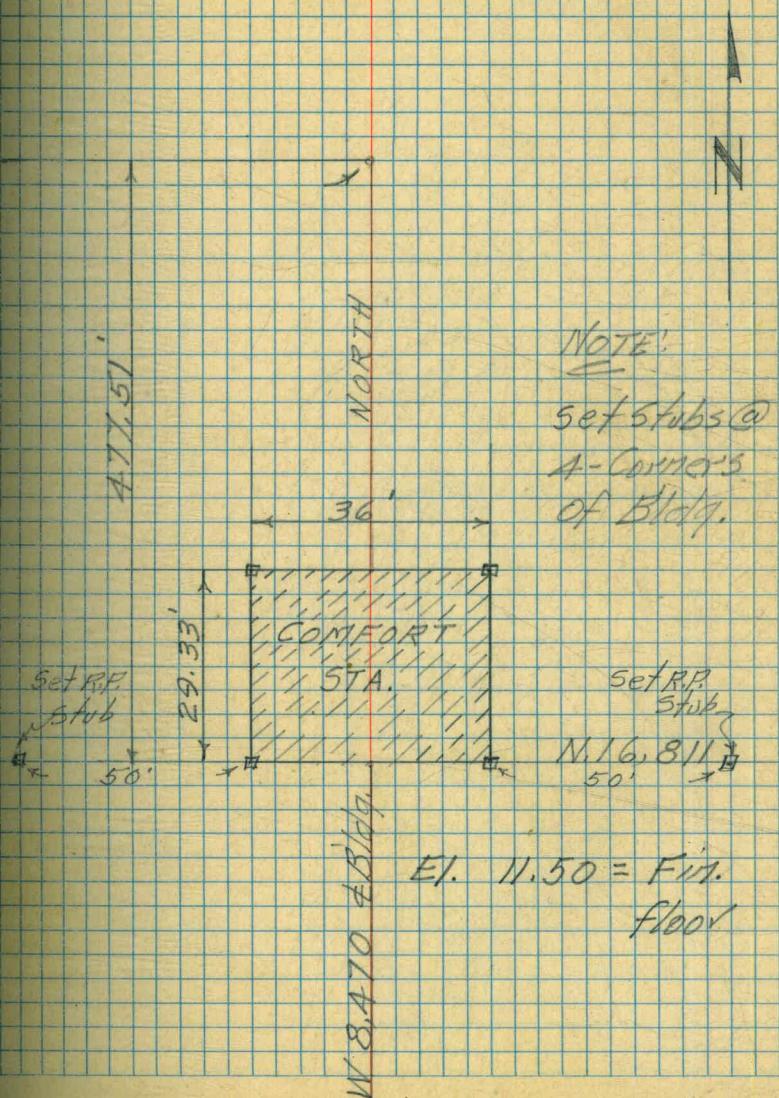 N
477.51'
NORTH
NOTE:
Set Stubs @
4-Corners
of Bldg.
36'
29.33'
COMFORT
STA.
Set R.P.
Stub
50'
Set R.P.
Stub
N.16,811
50'
W 8,470 ℄ Bldg.
El. 11.50 = Fin.
floor